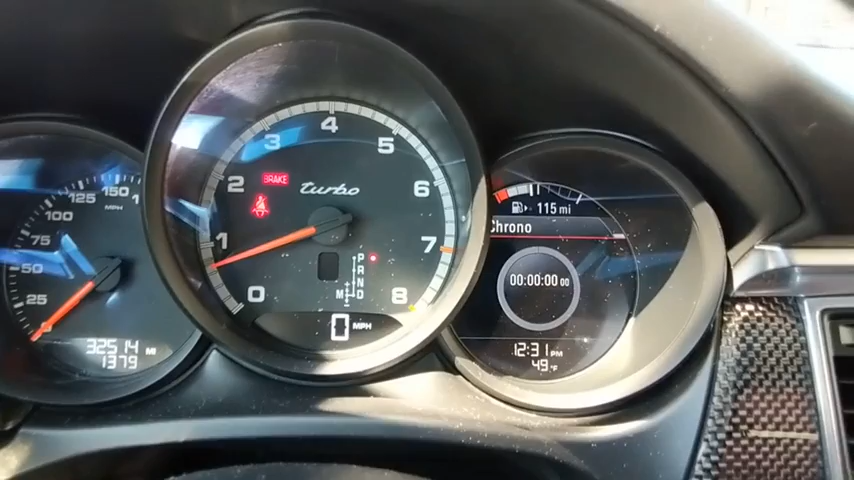 25
50
75
100
125
150
MPH
32514 MI
1379
0
1
2
3
4
5
6
7
8
BRAKE
turbo
P
R
N
D
M
+
-
0 MPH
115 mi
Chrono
00:00:00 00
12:31 PM
49 °F